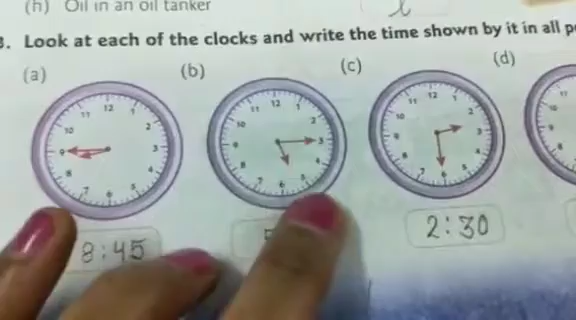 (h) Oil in an oil tanker
3. Look at each of the clocks and write the time shown by it in all
(a)
(b)
(c)
(d)
8:45
2:30